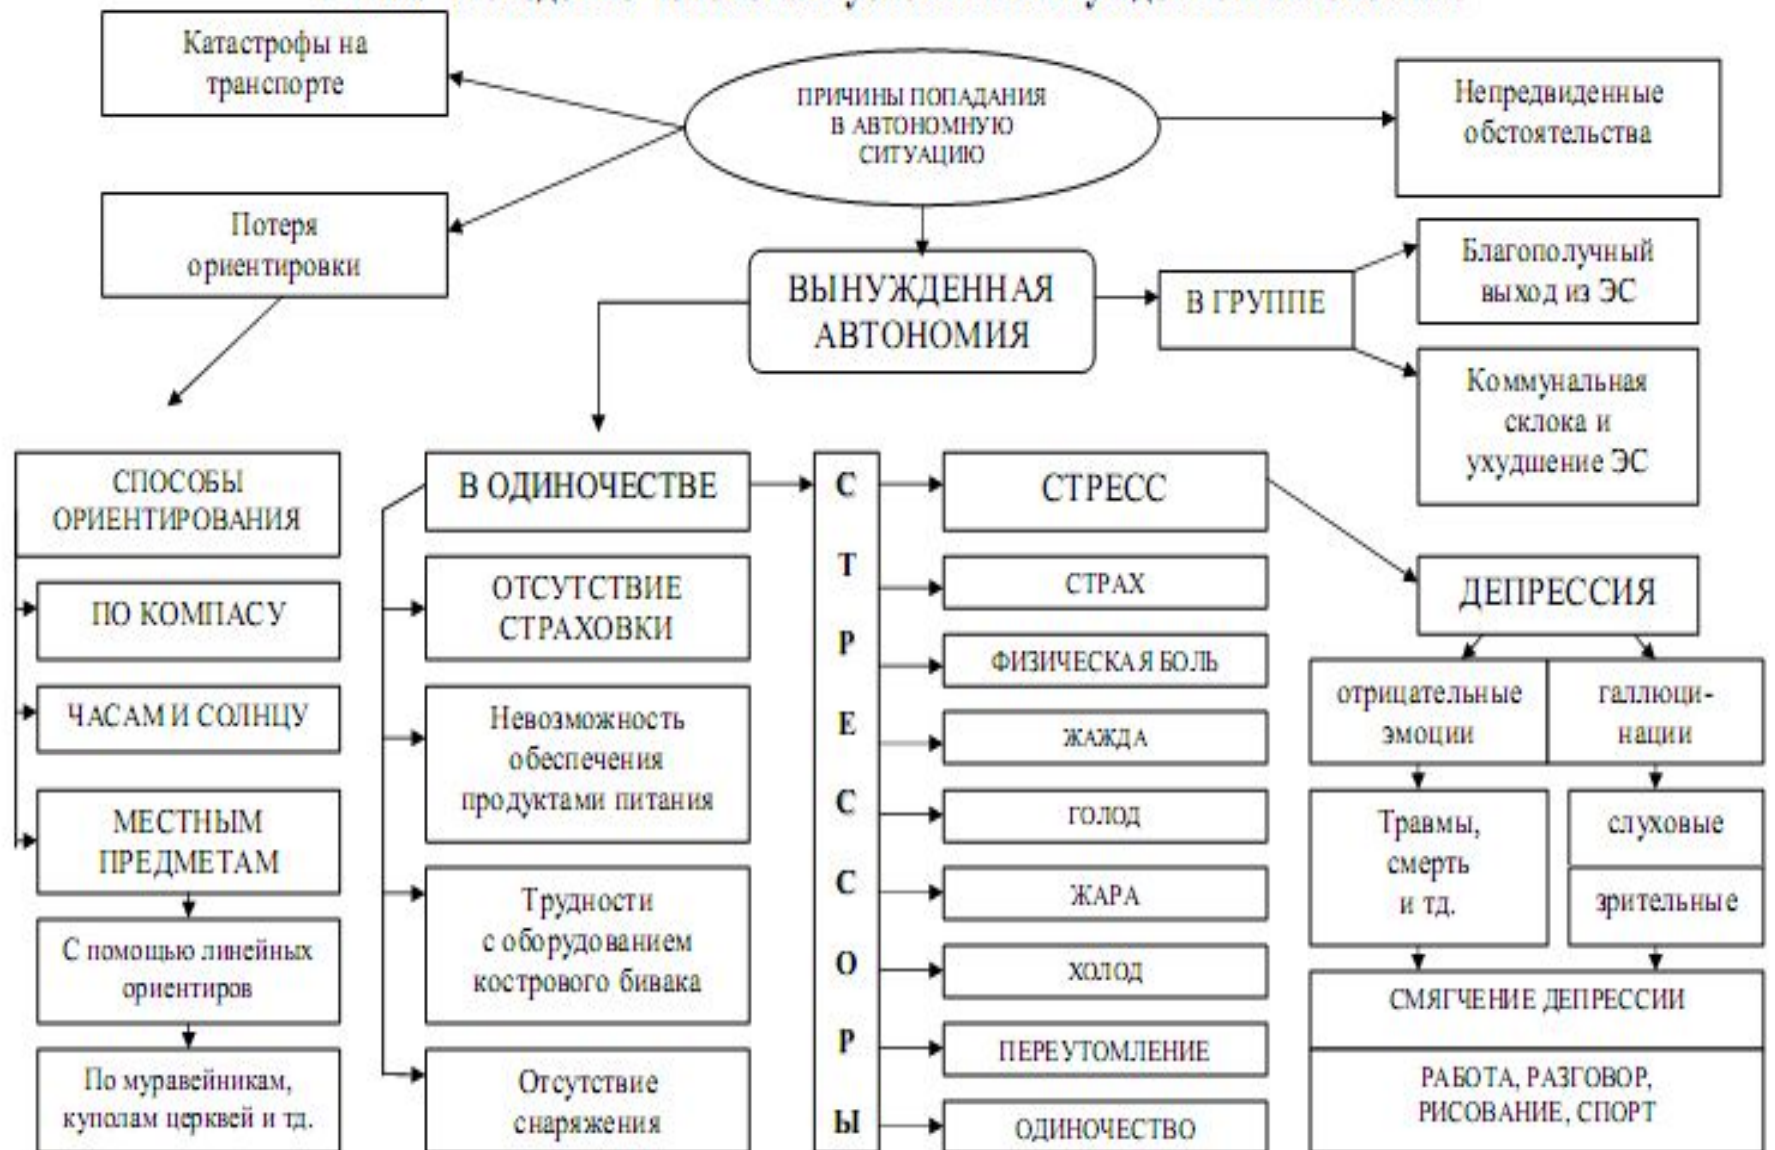 Катастрофы на
транспорте
ПРИЧИНЫ ПОПАДАНИЯ
В АВТОНОМНУЮ
СИТУАЦИЮ
Непредвиденные
обстоятельства
Потеря
ориентировки
ВЫНУЖДЕННАЯ
АВТОНОМИЯ
В ГРУППЕ
Благополучный
выход из ЭС
Коммунальная
склока и
ухудшение ЭС
СПОСОБЫ
ОРИЕНТИРОВАНИЯ
ПО КОМПАСУ
ЧАСАМ И СОЛНЦУ
МЕСТНЫМ
ПРЕДМЕТАМ
С помощью линейных
ориентиров
По муравейникам,
куполам церквей и тд.
В ОДИНОЧЕСТВЕ
ОТСУТСТВИЕ
СТРАХОВКИ
Невозможность
обеспечения
продуктами питания
Трудности
с оборудованием
кострового бивака
Отсутствие
снаряжения
С
Т
Р
Е
С
С
О
Р
Ы
СТРЕСС
СТРАХ
ФИЗИЧЕСКАЯ БОЛЬ
ЖАЖДА
ГОЛОД
ЖАРА
ХОЛОД
ПЕРЕУТОМЛЕНИЕ
ОДИНОЧЕСТВО
ДЕПРЕССИЯ
отрицательные
эмоции
галлюци-
нации
Травмы,
смерть
и тд.
слуховые
зрительные
СМЯГЧЕНИЕ ДЕПРЕССИИ
РАБОТА, РАЗГОВОР,
РИСОВАНИЕ, СПОРТ